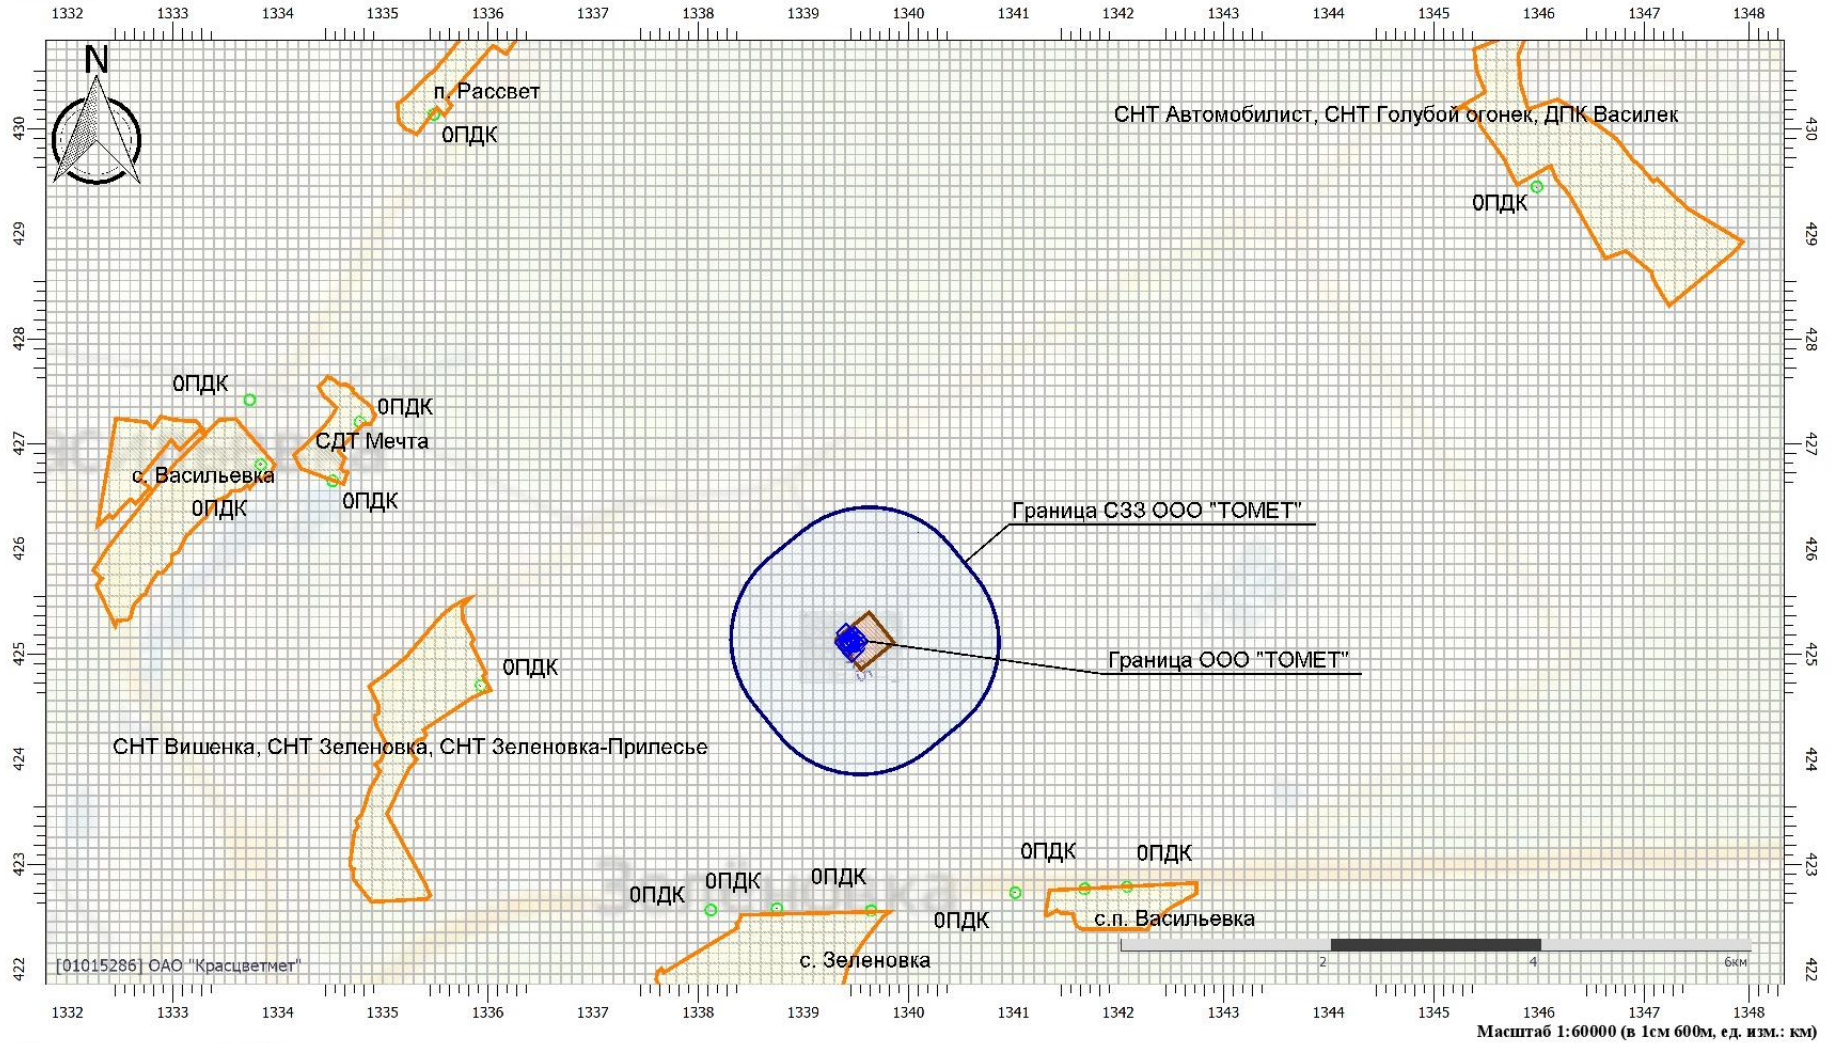 1332 1333 1334 1335 1336 1337 1338 1339 1340 1341 1342 1343 1344 1345 1346 1347 1348
N
п. Рассвет
0ПДК
СНТ Автомобилист, СНТ Голубой огонек, ДПК Василек
0ПДК
430 430
429 429
428 428
0ПДК
0ПДК
СДТ Мечта
427 427
с. Васильевка
0ПДК
0ПДК
Граница СЗЗ ООО "ТОМЕТ"
426 426
Граница ООО "ТОМЕТ"
0ПДК
425 425
СНТ Вишенка, СНТ Зеленовка, СНТ Зеленовка-Прилесье
424 424
0ПДК 0ПДК
423 423
Зеленовка
0ПДК 0ПДК 0ПДК
0ПДК
с.п. Васильевка
с. Зеленовка
[01015286] ОАО "Красцветмет"
2 4 6км
422 422
1332 1333 1334 1335 1336 1337 1338 1339 1340 1341 1342 1343 1344 1345 1346 1347 1348
Масштаб 1:60000 (в 1см 600м, ед. изм.: км)